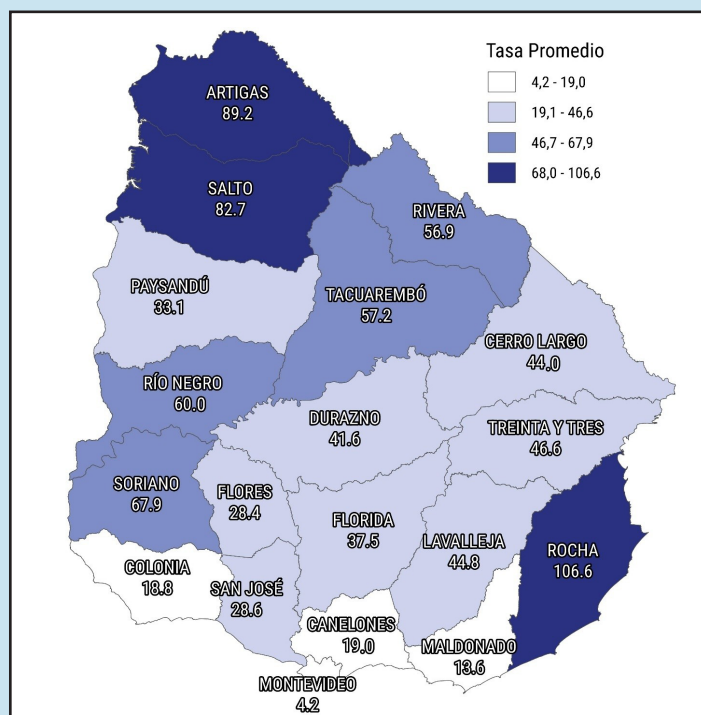 Tasa Promedio
4,2 - 19,0
19,1 - 46,6
46,7 - 67,9
68,0 - 106,6
ARTIGAS
89.2
SALTO
82.7
RIVERA
56.9
PAYSANDÚ
33.1
TACUAREMBÓ
57.2
CERRO LARGO
44.0
RÍO NEGRO
60.0
DURAZNO
41.6
TREINTA Y TRES
46.6
SORIANO
67.9
FLORES
28.4
FLORIDA
37.5
LAVALLEJA
44.8
ROCHA
106.6
COLONIA
18.8
SAN JOSÉ
28.6
CANELONES
19.0
MALDONADO
13.6
MONTEVIDEO
4.2